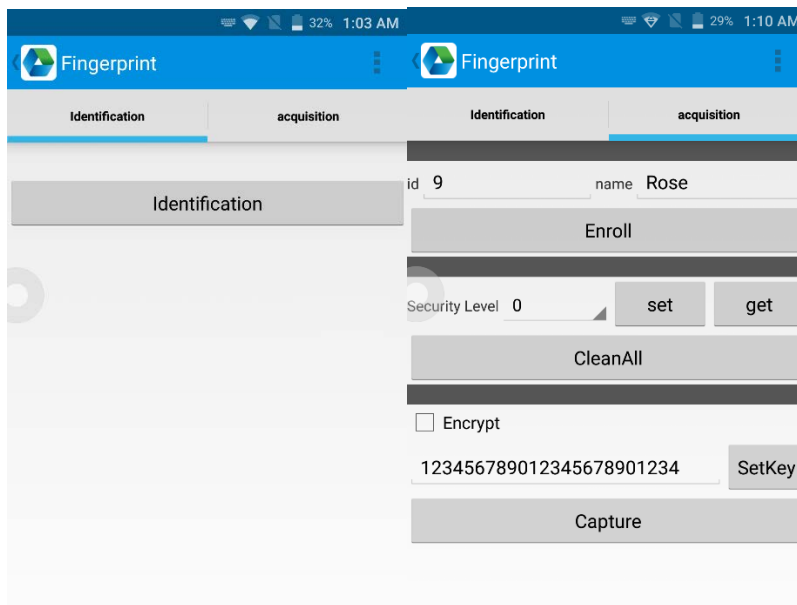 32% 1:03 AM
Fingerprint
Identification acquisition
Identification
29% 1:10 AM
Fingerprint
Identification acquisition
id 9 name Rose
Enroll
Security Level 0 set get
CleanAll
Encrypt
123456789012345678901234 SetKey
Capture